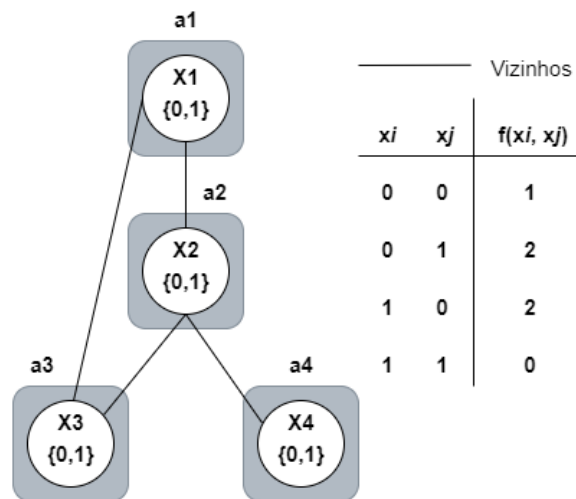 a1
X1
{0,1}
a2
X2
{0,1}
a3
X3
{0,1}
a4
X4
{0,1}
Vizinhos
xi xj f(xi, xj)
0 0 1
0 1 2
1 0 2
1 1 0